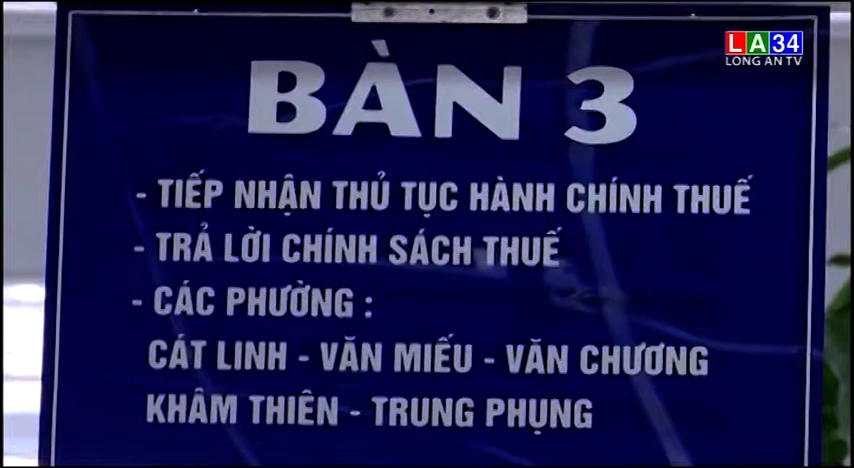 LA34
LONG AN TV
BÀN 3
- TIẾP NHẬN THỦ TỤC HÀNH CHÍNH THUẾ
- TRẢ LỜI CHÍNH SÁCH THUẾ
- CÁC PHƯỜNG :
CÁT LINH - VĂN MIẾU - VĂN CHƯƠNG
KHÂM THIÊN - TRUNG PHỤNG